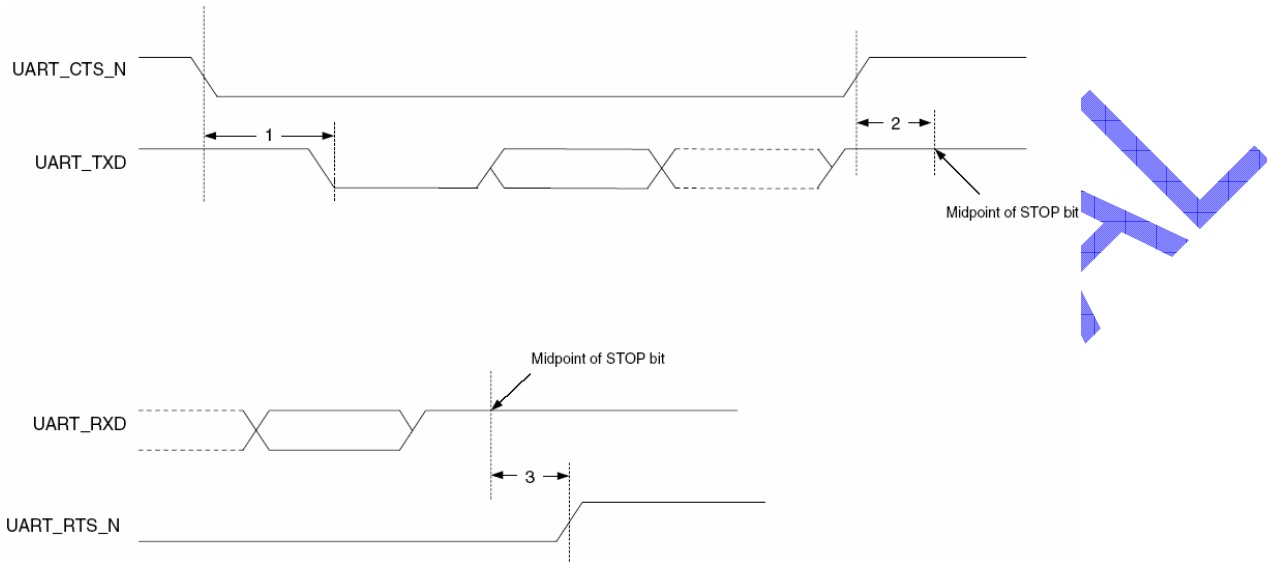 UART_CTS_N
1
2
UART_TXD
Midpoint of STOP bit
Midpoint of STOP bit
UART_RXD
3
UART_RTS_N